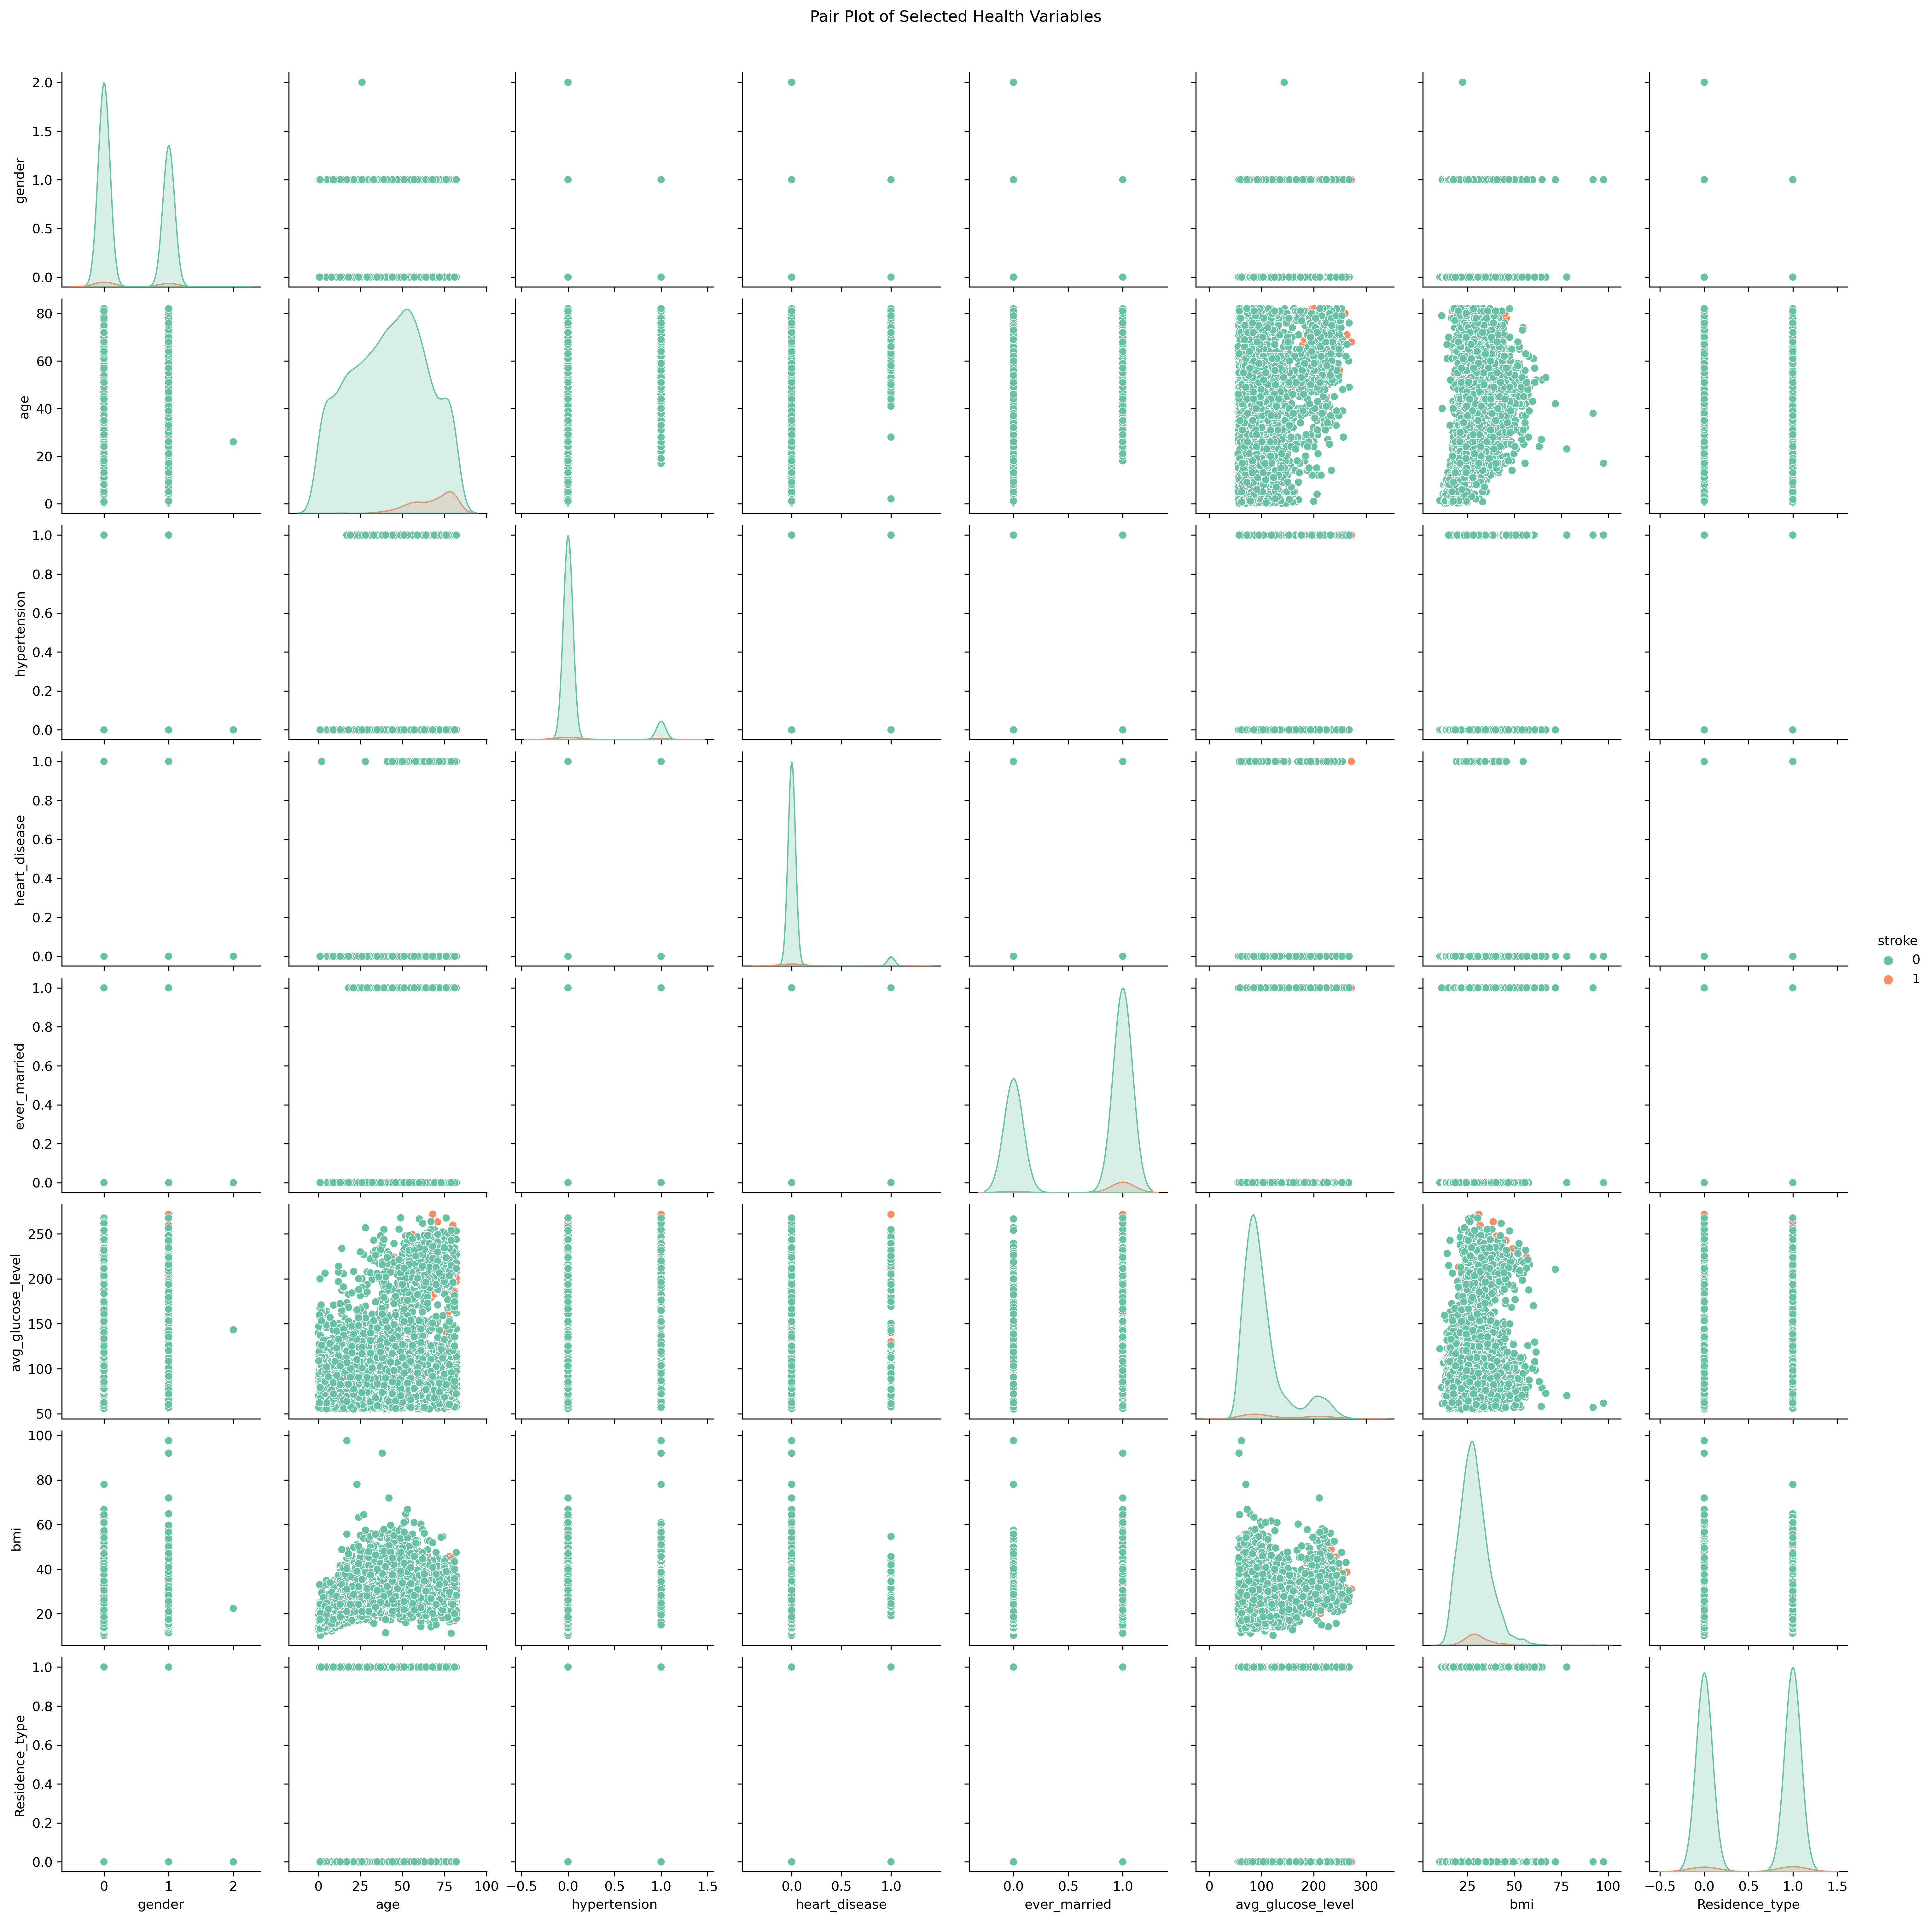 Pair Plot of Selected Health Variables
2.0
1.5
1.0
0.5
0.0
gender
80
60
40
20
0
age
1.0
0.8
0.6
0.4
0.2
0.0
hypertension
1.0
0.8
0.6
0.4
0.2
0.0
heart_disease
stroke
0
1
1.0
0.8
0.6
0.4
0.2
0.0
ever_married
250
200
150
100
50
avg_glucose_level
100
80
60
40
20
bmi
1.0
0.8
0.6
0.4
0.2
0.0
Residence_type
0 1 2
gender
0 25 50 75 100
age
−0.5 0.0 0.5 1.0 1.5
hypertension
0.0 0.5 1.0
heart_disease
0.0 0.5 1.0
ever_married
0 100 200 300
avg_glucose_level
25 50 75 100
bmi
−0.5 0.0 0.5 1.0 1.5
Residence_type